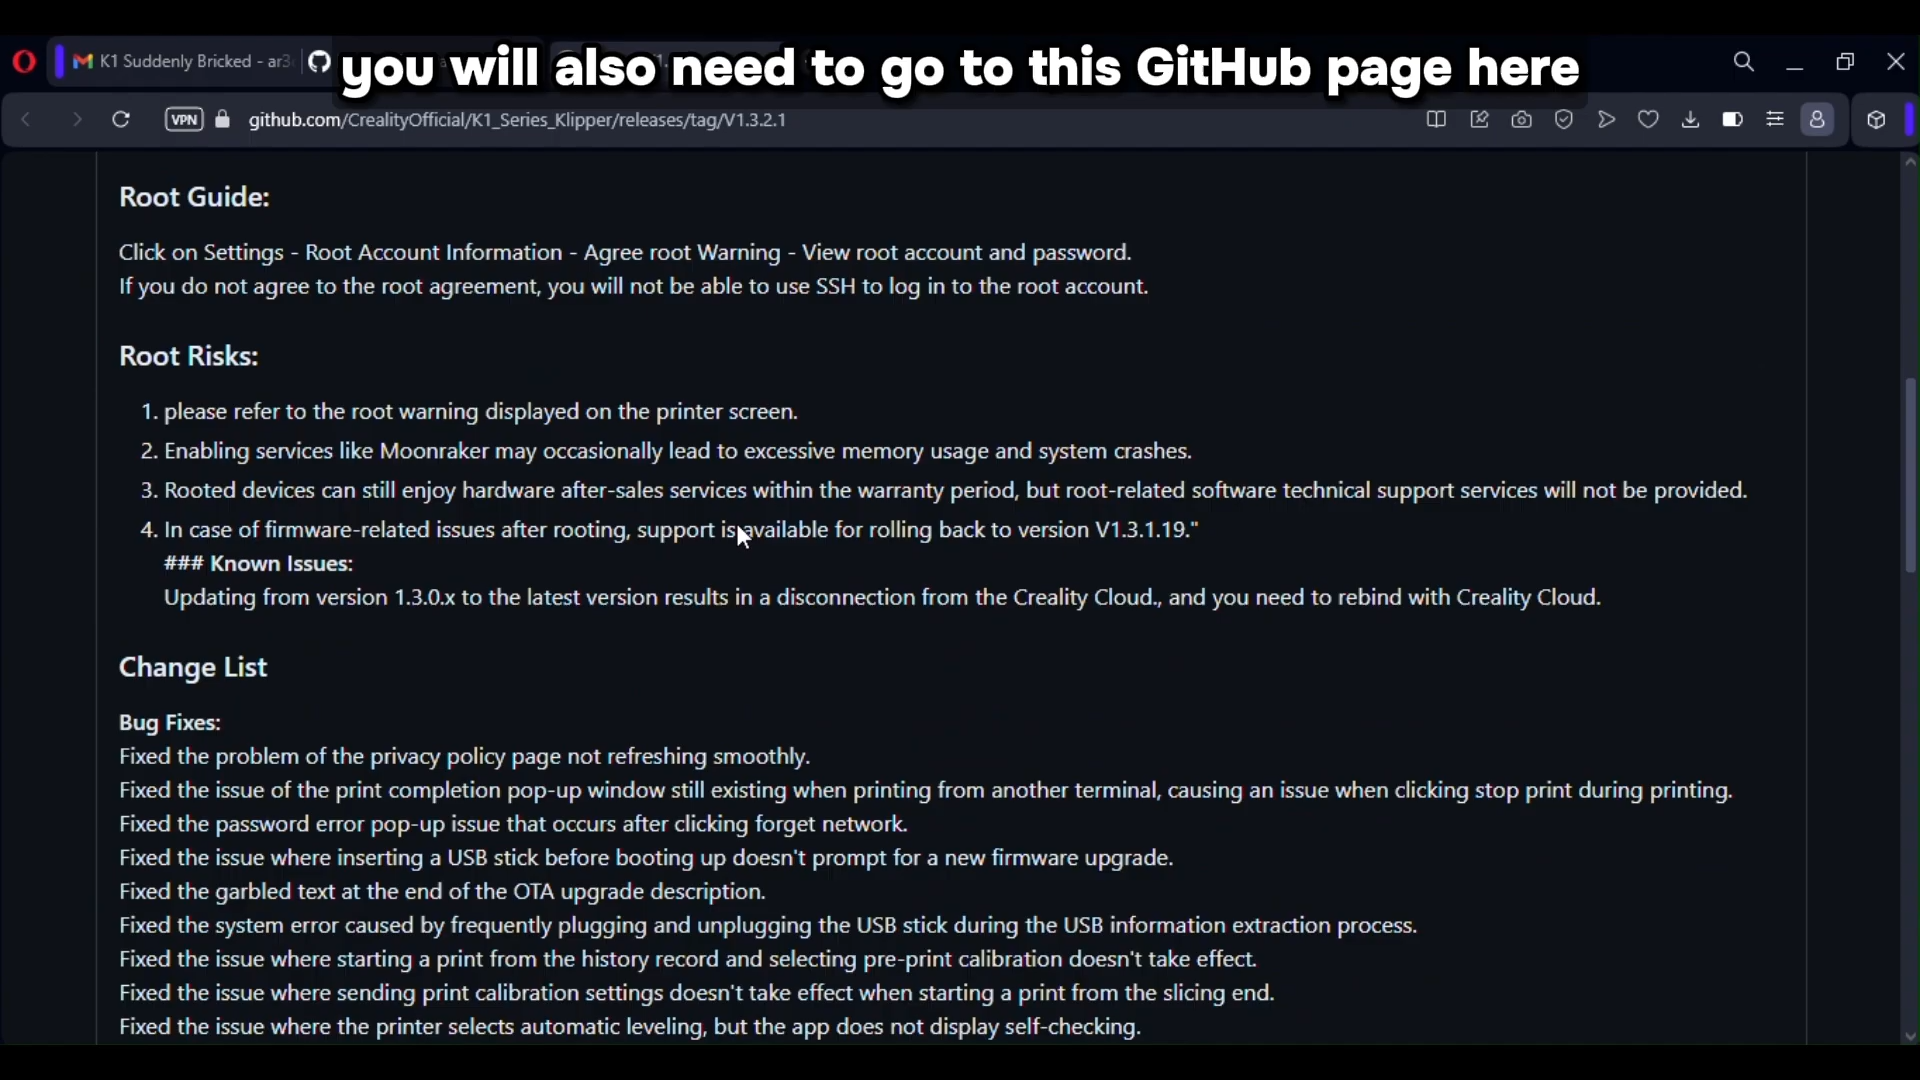 K1 Suddenly Bricked - ar3
you will also need to go to this GitHub page here
VPN
github.com/CrealityOfficial/K1_Series_Klipper/releases/tag/V1.3.2.1
Root Guide:
Click on Settings - Root Account Information - Agree root Warning - View root account and password.
If you do not agree to the root agreement, you will not be able to use SSH to log in to the root account.
Root Risks:
1. please refer to the root warning displayed on the printer screen.
2. Enabling services like Moonraker may occasionally lead to excessive memory usage and system crashes.
3. Rooted devices can still enjoy hardware after-sales services within the warranty period, but root-related software technical support services will not be provided.
4. In case of firmware-related issues after rooting, support is available for rolling back to version V1.3.1.19."
### Known Issues:
Updating from version 1.3.0.x to the latest version results in a disconnection from the Creality Cloud., and you need to rebind with Creality Cloud.
Change List
Bug Fixes:
Fixed the problem of the privacy policy page not refreshing smoothly.
Fixed the issue of the print completion pop-up window still existing when printing from another terminal, causing an issue when clicking stop print during printing.
Fixed the password error pop-up issue that occurs after clicking forget network.
Fixed the issue where inserting a USB stick before booting up doesn't prompt for a new firmware upgrade.
Fixed the garbled text at the end of the OTA upgrade description.
Fixed the system error caused by frequently plugging and unplugging the USB stick during the USB information extraction process.
Fixed the issue where starting a print from the history record and selecting pre-print calibration doesn't take effect.
Fixed the issue where sending print calibration settings doesn't take effect when starting a print from the slicing end.
Fixed the issue where the printer selects automatic leveling, but the app does not display self-checking.